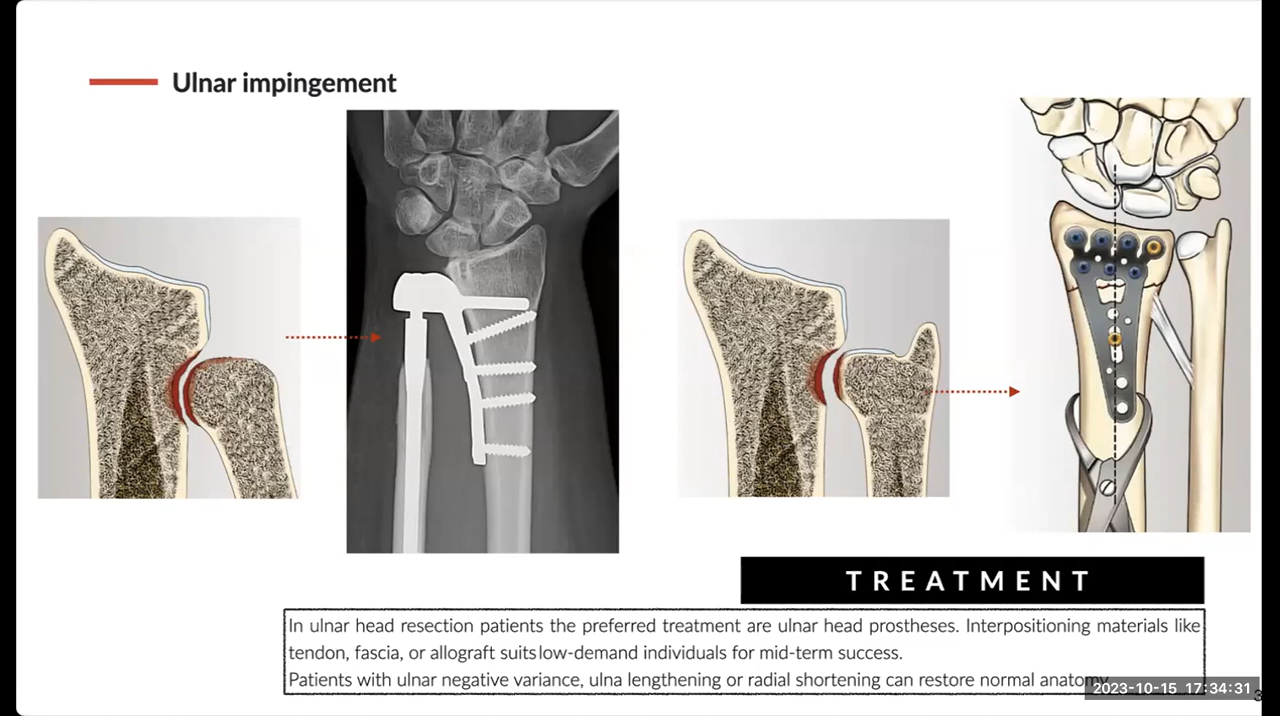 Ulnar impingement
TREATMENT
In ulnar head resection patients the preferred treatment are ulnar head prostheses. Interpositioning materials like
tendon, fascia, or allograft suits low-demand individuals for mid-term success.
Patients with ulnar negative variance, ulna lengthening or radial shortening can restore normal anatomy
2023-10-15 17:34:31
3